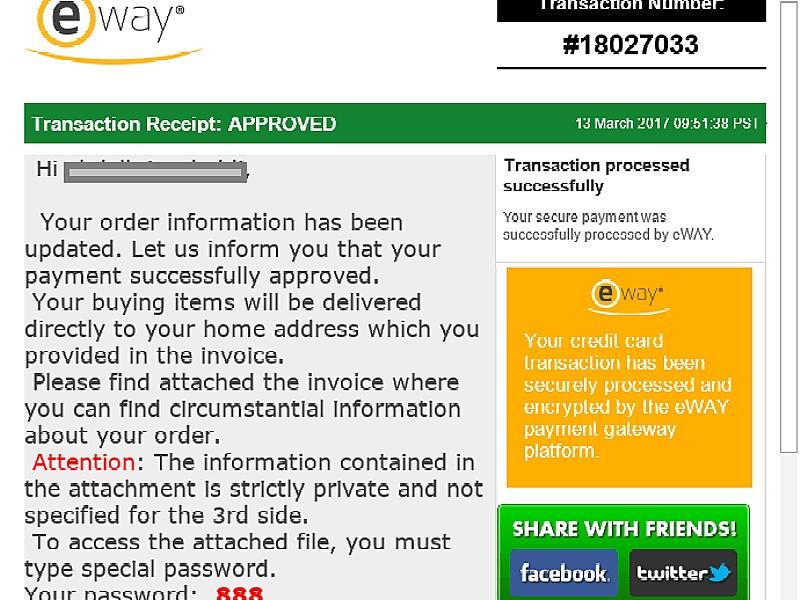 eway®
Transaction Number:
#18027033
Transaction Receipt: APPROVED
13 March 2017 09:51:38 PST
Hi
Your order information has been
updated. Let us inform you that your
payment successfully approved.
Your buying items will be delivered
directly to your home address which you
provided in the invoice.
Please find attached the invoice where
you can find circumstantial information
about your order.
Attention: The information contained in
the attachment is strictly private and not
specified for the 3rd side.
To access the attached file, you must
type special password.
Your password: 888
Transaction processed
successfully
Your secure payment was
successfully processed by eWAY.
eway®
Your credit card
transaction has been
securely processed and
encrypted by the eWAY
payment gateway
platform.
SHARE WITH FRIENDS!
facebook. twitter